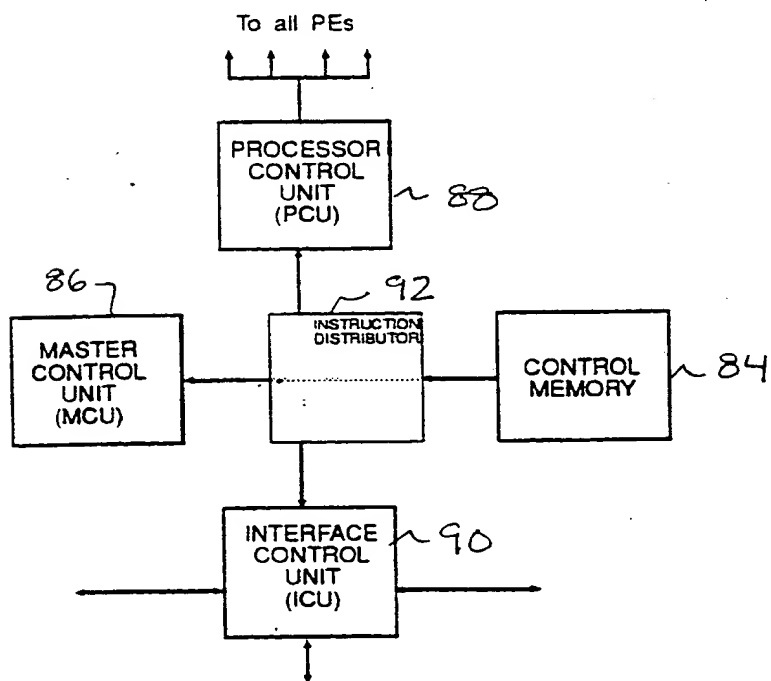 To all PEs
PROCESSOR
CONTROL
UNIT
(PCU)
88
86
92
INSTRUCTION
DISTRIBUTOR
MASTER
CONTROL
UNIT
(MCU)
CONTROL
MEMORY
84
INTERFACE
CONTROL
UNIT
(ICU)
90